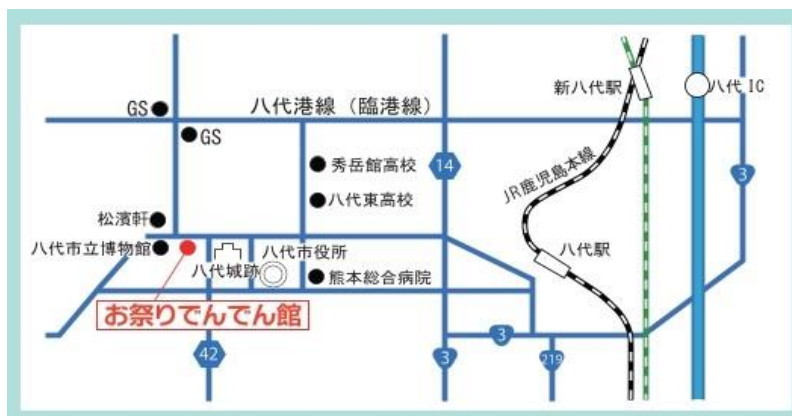 新八代駅
八代 IC
GS
八代港線（臨港線）
GS
秀岳館高校
14
JR鹿児島本線
3
八代東高校
松濱軒
八代市立博物館
八代城跡
八代市役所
八代駅
熊本総合病院
お祭りでんでん館
3
42
3
219